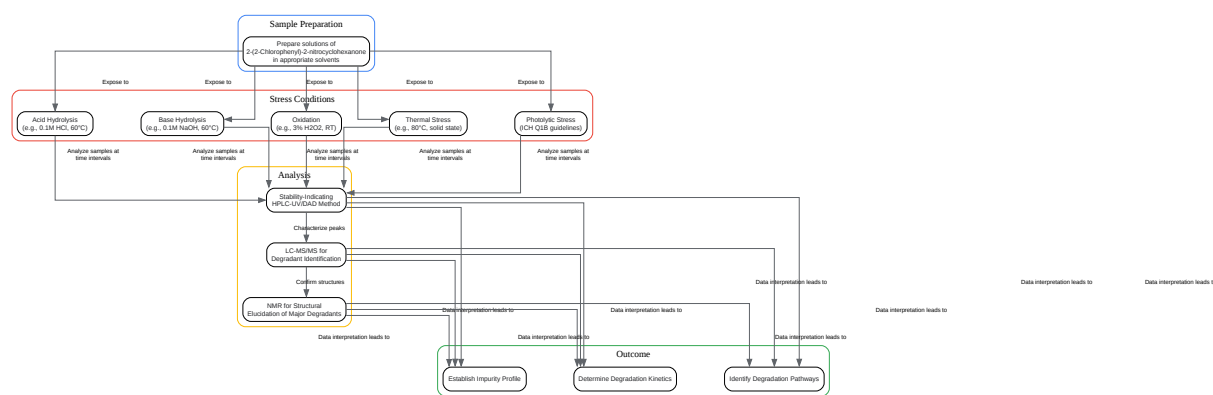 Sample Preparation
Prepare solutions of
2-(2-Chlorophenyl)-2-nitrocyclohexanone
in appropriate solvents
Expose to
Expose to
Expose to
Expose to
Expose to
Stress Conditions
Acid Hydrolysis
(e.g., 0.1M HCl, 60°C)
Base Hydrolysis
(e.g., 0.1M NaOH, 60°C)
Oxidation
(e.g., 3% H2O2, RT)
Thermal Stress
(e.g., 80°C, solid state)
Photolytic Stress
(ICH Q1B guidelines)
Analyze samples at
time intervals
Analyze samples at
time intervals
Analyze samples at
time intervals
Analyze samples at
time intervals
Analyze samples at
time intervals
Analysis
Stability-Indicating
HPLC-UV/DAD Method
Characterize peaks
LC-MS/MS for
Degradant Identification
Confirm structures
Data interpretation leads to
Data interpretation leads to
Data interpretation leads t
NMR for Structural
Elucidation of Major Degradants
Data interpretation leads to
Data interpretation leads to
Data interpretation leads to
Data interpretation leads to
Data interpretation leads to
Data interpretation leads to
Outcome
Establish Impurity Profile
Determine Degradation Kinetics
Identify Degradation Pathways